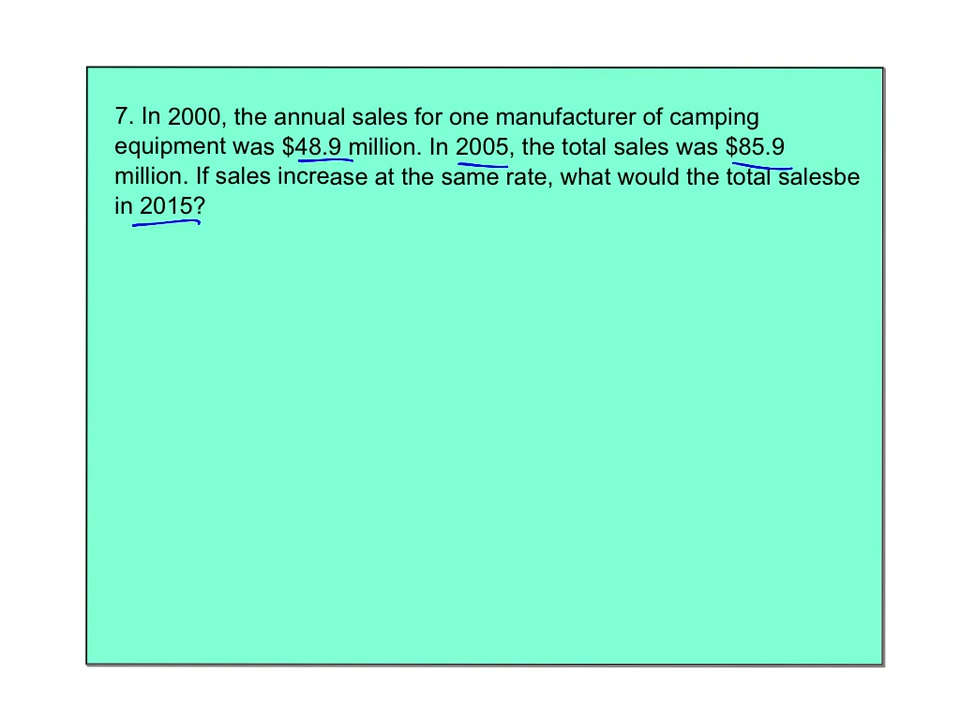 7. In 2000, the annual sales for one manufacturer of camping
equipment was $48.9 million. In 2005, the total sales was $85.9
million. If sales increase at the same rate, what would the total salesbe
in 2015?